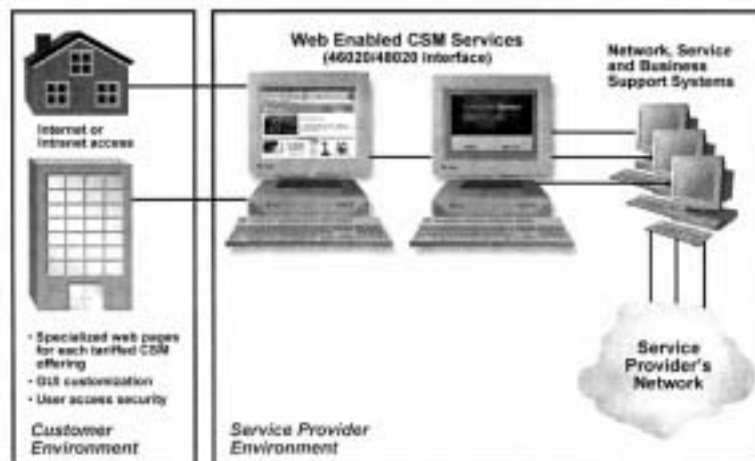 Web Enabled CSM Services
(46020/48020 Interface)
Network, Service
and Business
Support Systems
Internet or
Intranet access
• Specialized web pages
for each tariffed CSM
offering
• GUI customization
• User access security
Customer
Environment
Service Provider
Environment
Service
Provider's
Network